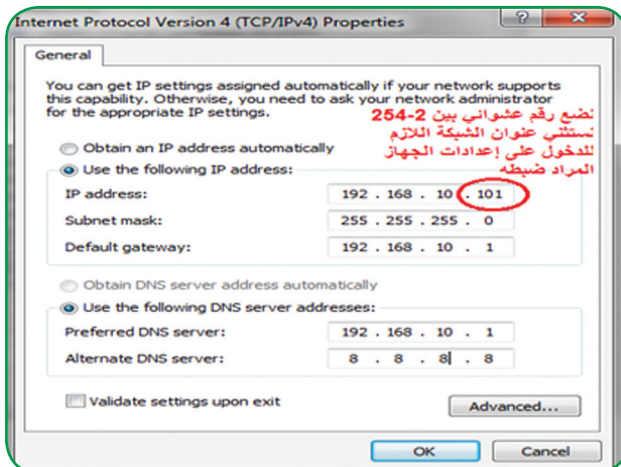 Internet Protocol Version 4 (TCP/IPv4) Properties
General
You can get IP settings assigned automatically if your network supports
this capability. Otherwise, you need to ask your network administrator
for the appropriate IP settings.
نضع رقم عشواني بين 2-254
نستثني عنوان الشبكة اللازم
للدخول على إعدادات الجهاز
المراد ضبطه
Obtain an IP address automatically
Use the following IP address:
IP address: 192 . 168 . 10 . 101
Subnet mask: 255 . 255 . 255 . 0
Default gateway: 192 . 168 . 10 . 1
Obtain DNS server address automatically
Use the following DNS server addresses:
Preferred DNS server: 192 . 168 . 10 . 1
Alternate DNS server: 8 . 8 . 8 . 8
Validate settings upon exit
Advanced...
OK Cancel